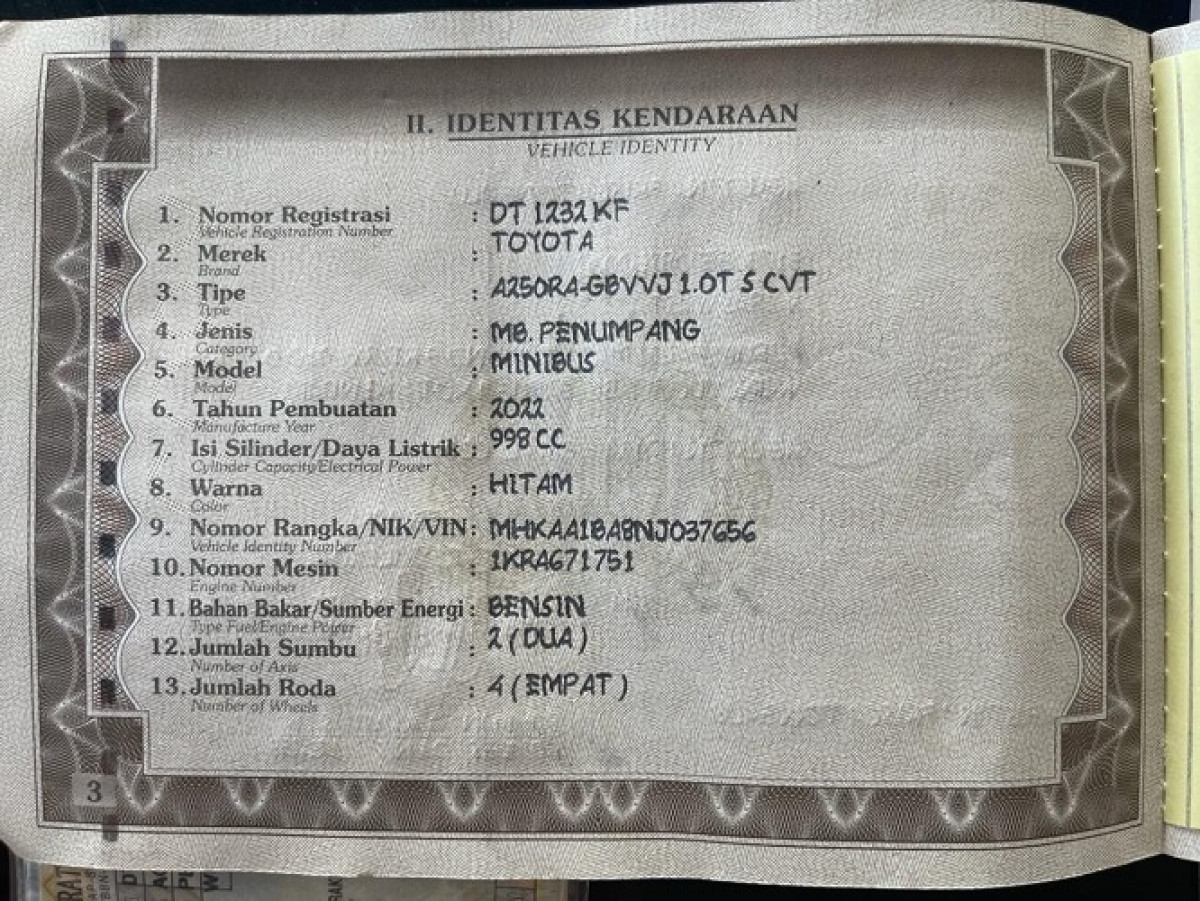 II. IDENTITAS KENDARAAN
VEHICLE IDENTITY
1. Nomor Registrasi : DT 1232 KF
Vehicle Registration Number
2. Merek : TOYOTA
Brand
3. Tipe : A250RA-GBVVJ 1.0T S CVT
Type
4. Jenis : MB. PENUMPANG
Category
5. Model : MINIBUS
Model
6. Tahun Pembuatan : 2022
Manufacture Year
7. Isi Silinder/Daya Listrik : 998 CC
Cylinder Capacity/Electrical Power
8. Warna : HITAM
Color
9. Nomor Rangka/NIK/VIN : MHKAA1BA8NJ037656
Vehicle Identity Number
10. Nomor Mesin : 1KRA671751
Engine Number
11. Bahan Bakar/Sumber Energi : BENSIN
Type Fuel/Engine Power
12. Jumlah Sumbu : 2 ( DUA )
Number of Axis
13. Jumlah Roda : 4 ( EMPAT )
Number of Wheels
3